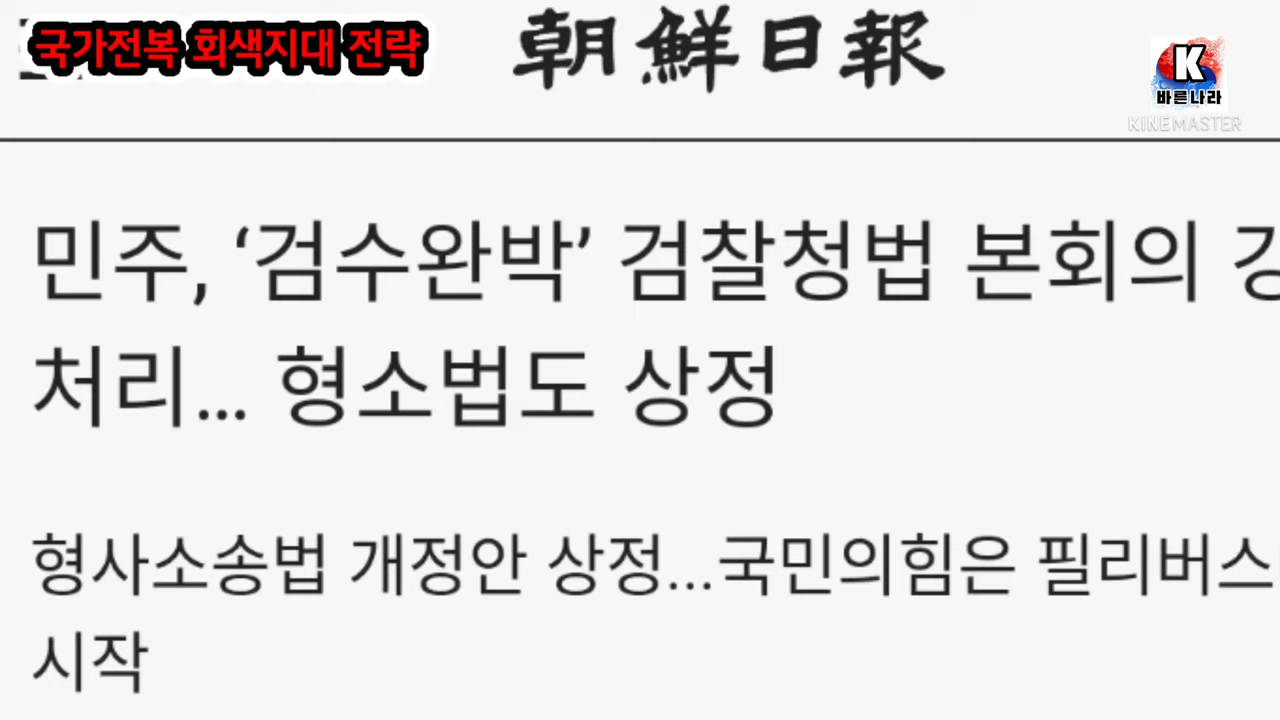 국가전복 회색지대 전략
朝鮮日報
K
바른나라
KINEMASTER
민주, ‘검수완박’ 검찰청법 본회의
처리... 형소법도 상정
형사소송법 개정안 상정...국민의힘은 필리버스
시작